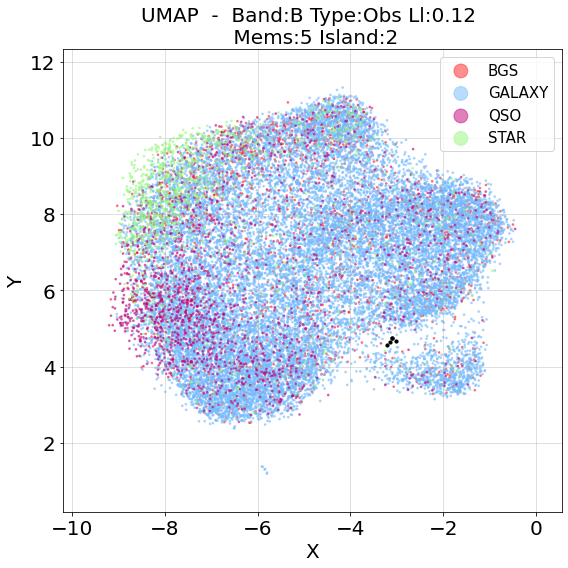 UMAP - Band:B Type:Obs Ll:0.12
Mems:5 Island:2
BGS
GALAXY
QSO
STAR
Y
12
10
8
6
4
2
−10
−8
−6
−4
−2
0
X